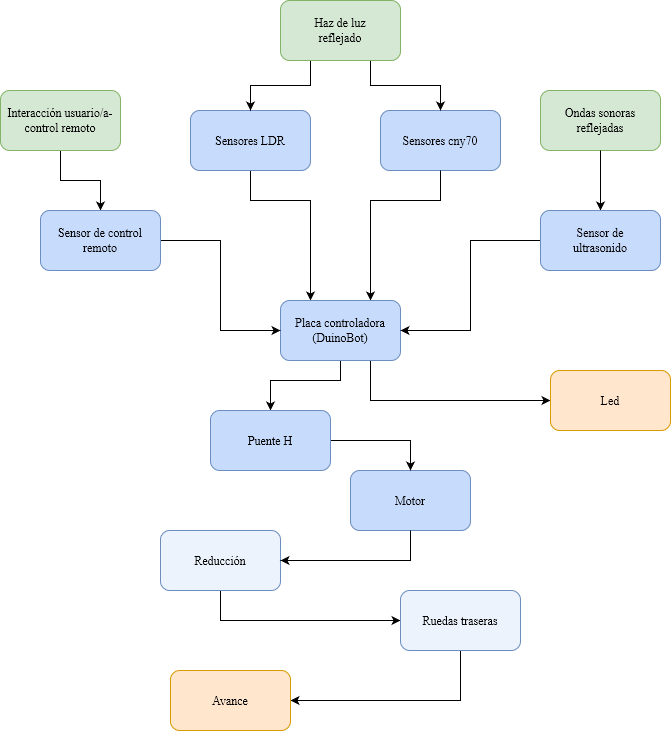 Haz de luz
reflejado
Interacción usuario/a-
control remoto
Sensores LDR
Sensores cny70
Ondas sonoras
reflejadas
Sensor de control
remoto
Sensor de
ultrasonido
Placa controladora
(DuinoBot)
Led
Puente H
Motor
Reducción
Ruedas traseras
Avance